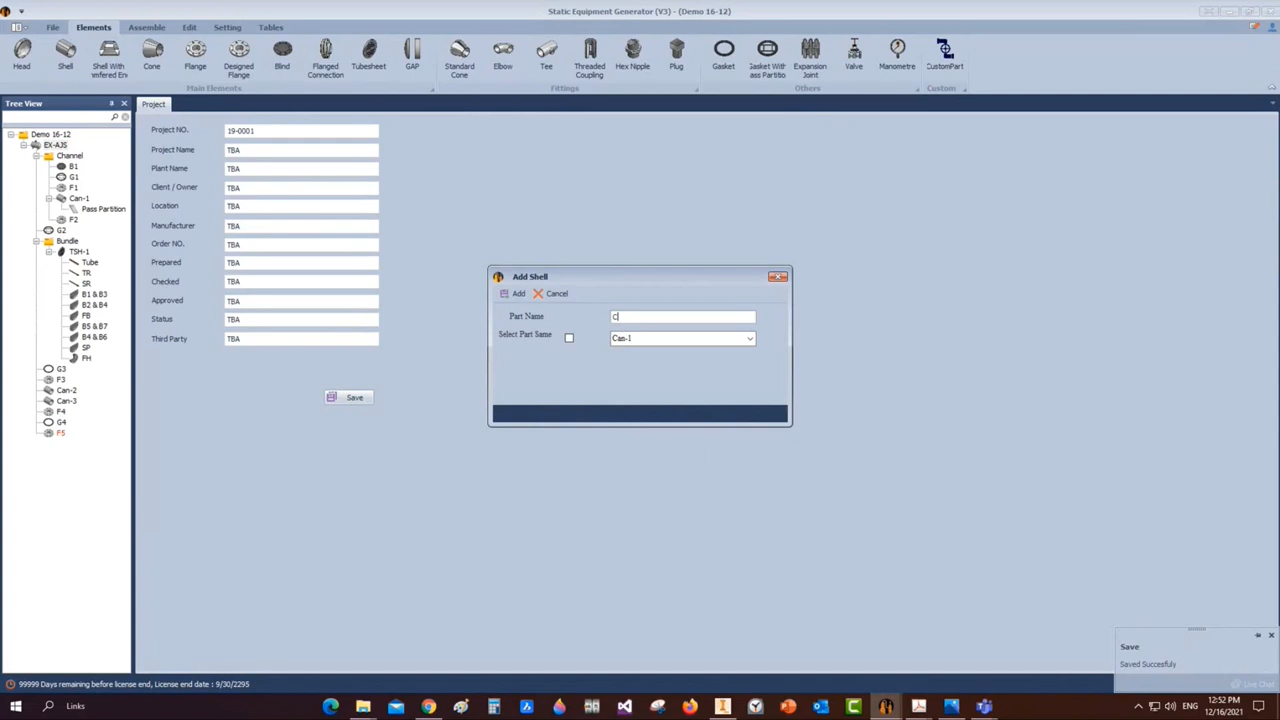 Static Equipment Generator (V3) - (Demo 16-12)
File Elements Assemble Edit Setting Tables
Head Shell Shell With Cone Flange Designed Flange Blind Flanged Connection Tubesheet GAP Standard Cone Elbow Tee Threaded Coupling Hex Nipple Plug Gasket Expansion Joint Valve Manometre CustomPart
Main Elements Fittings Others Custom
Tree View
Project
Demo 16-12
EX-AJS
Channel
B1
G1
F1
Can-1
Pass Partition
F2
G2
Bundle
TSH-1
Tube
TR
SR
B1 & B3
B2 & B4
FB
B5 & B7
B4 & B6
SP
FH
G3
F3
Can-2
Can-3
F4
G4
F5
Project NO. 19-0001
Project Name TBA
Plant Name TBA
Client / Owner TBA
Location TBA
Manufacturer TBA
Order NO. TBA
Prepared TBA
Checked TBA
Approved TBA
Status TBA
Third Party TBA
Save
Add Shell
Add Cancel
Part Name C
Select Part Same Can-1
Save
Saved Succesfuly
Live Chat
99999 Days remaining before license end, License end date : 9/30/2295
Links
ENG
12:52 PM
12/16/2021